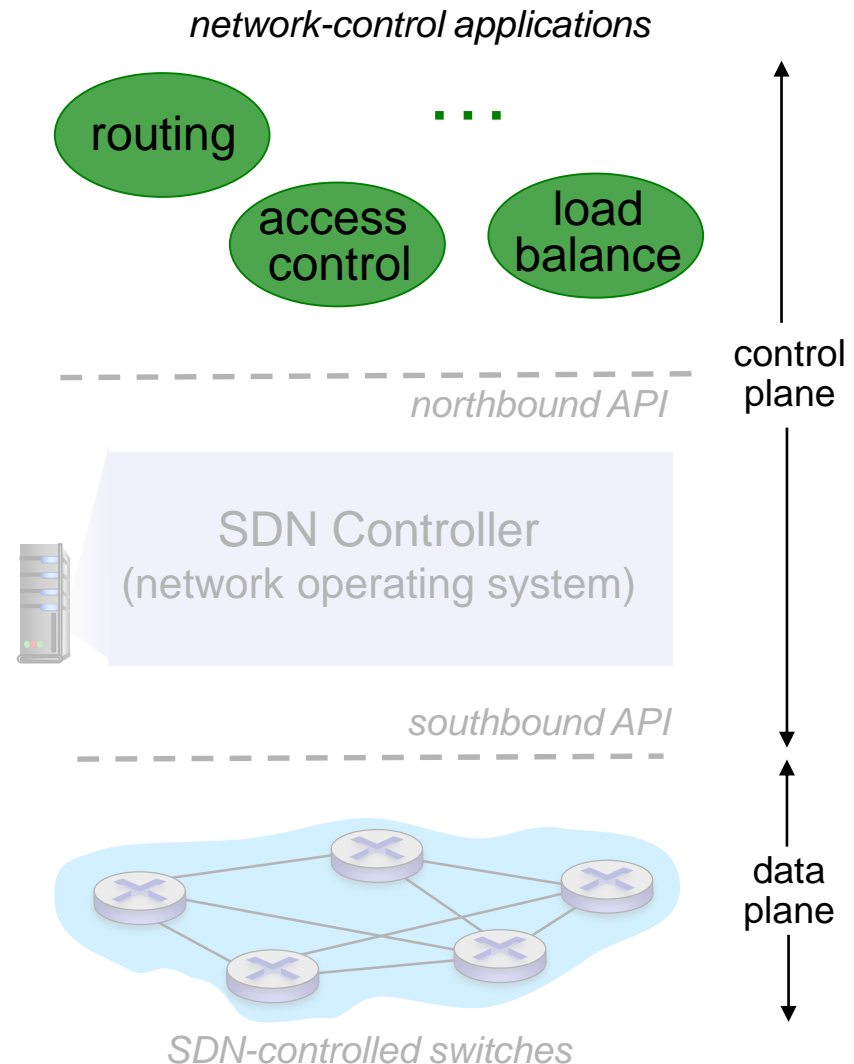 network-control applications
routing
...
access
control
load
balance
control
plane
northbound API
SDN Controller
(network operating system)
southbound API
data
plane
SDN-controlled switches